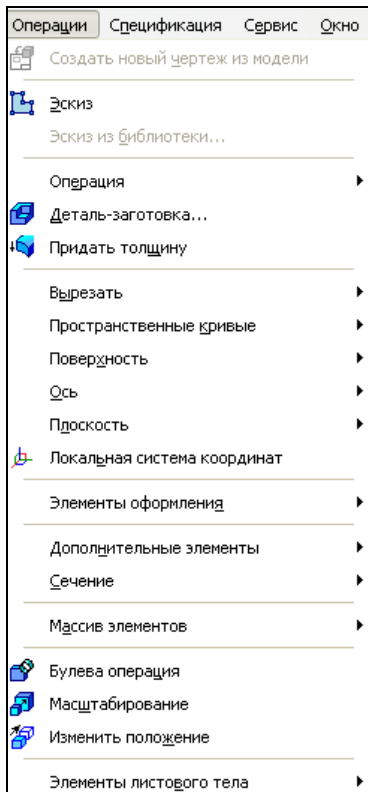 Операции Спецификация Сервис Окно
Создать новый чертеж из модели
Эскиз
Эскиз из библиотеки...
Операция
Деталь-заготовка...
Придать толщину
Вырезать
Пространственные кривые
Поверхность
Ось
Плоскость
Локальная система координат
Элементы оформления
Дополнительные элементы
Сечение
Массив элементов
Булева операция
Масштабирование
Изменить положение
Элементы листового тела